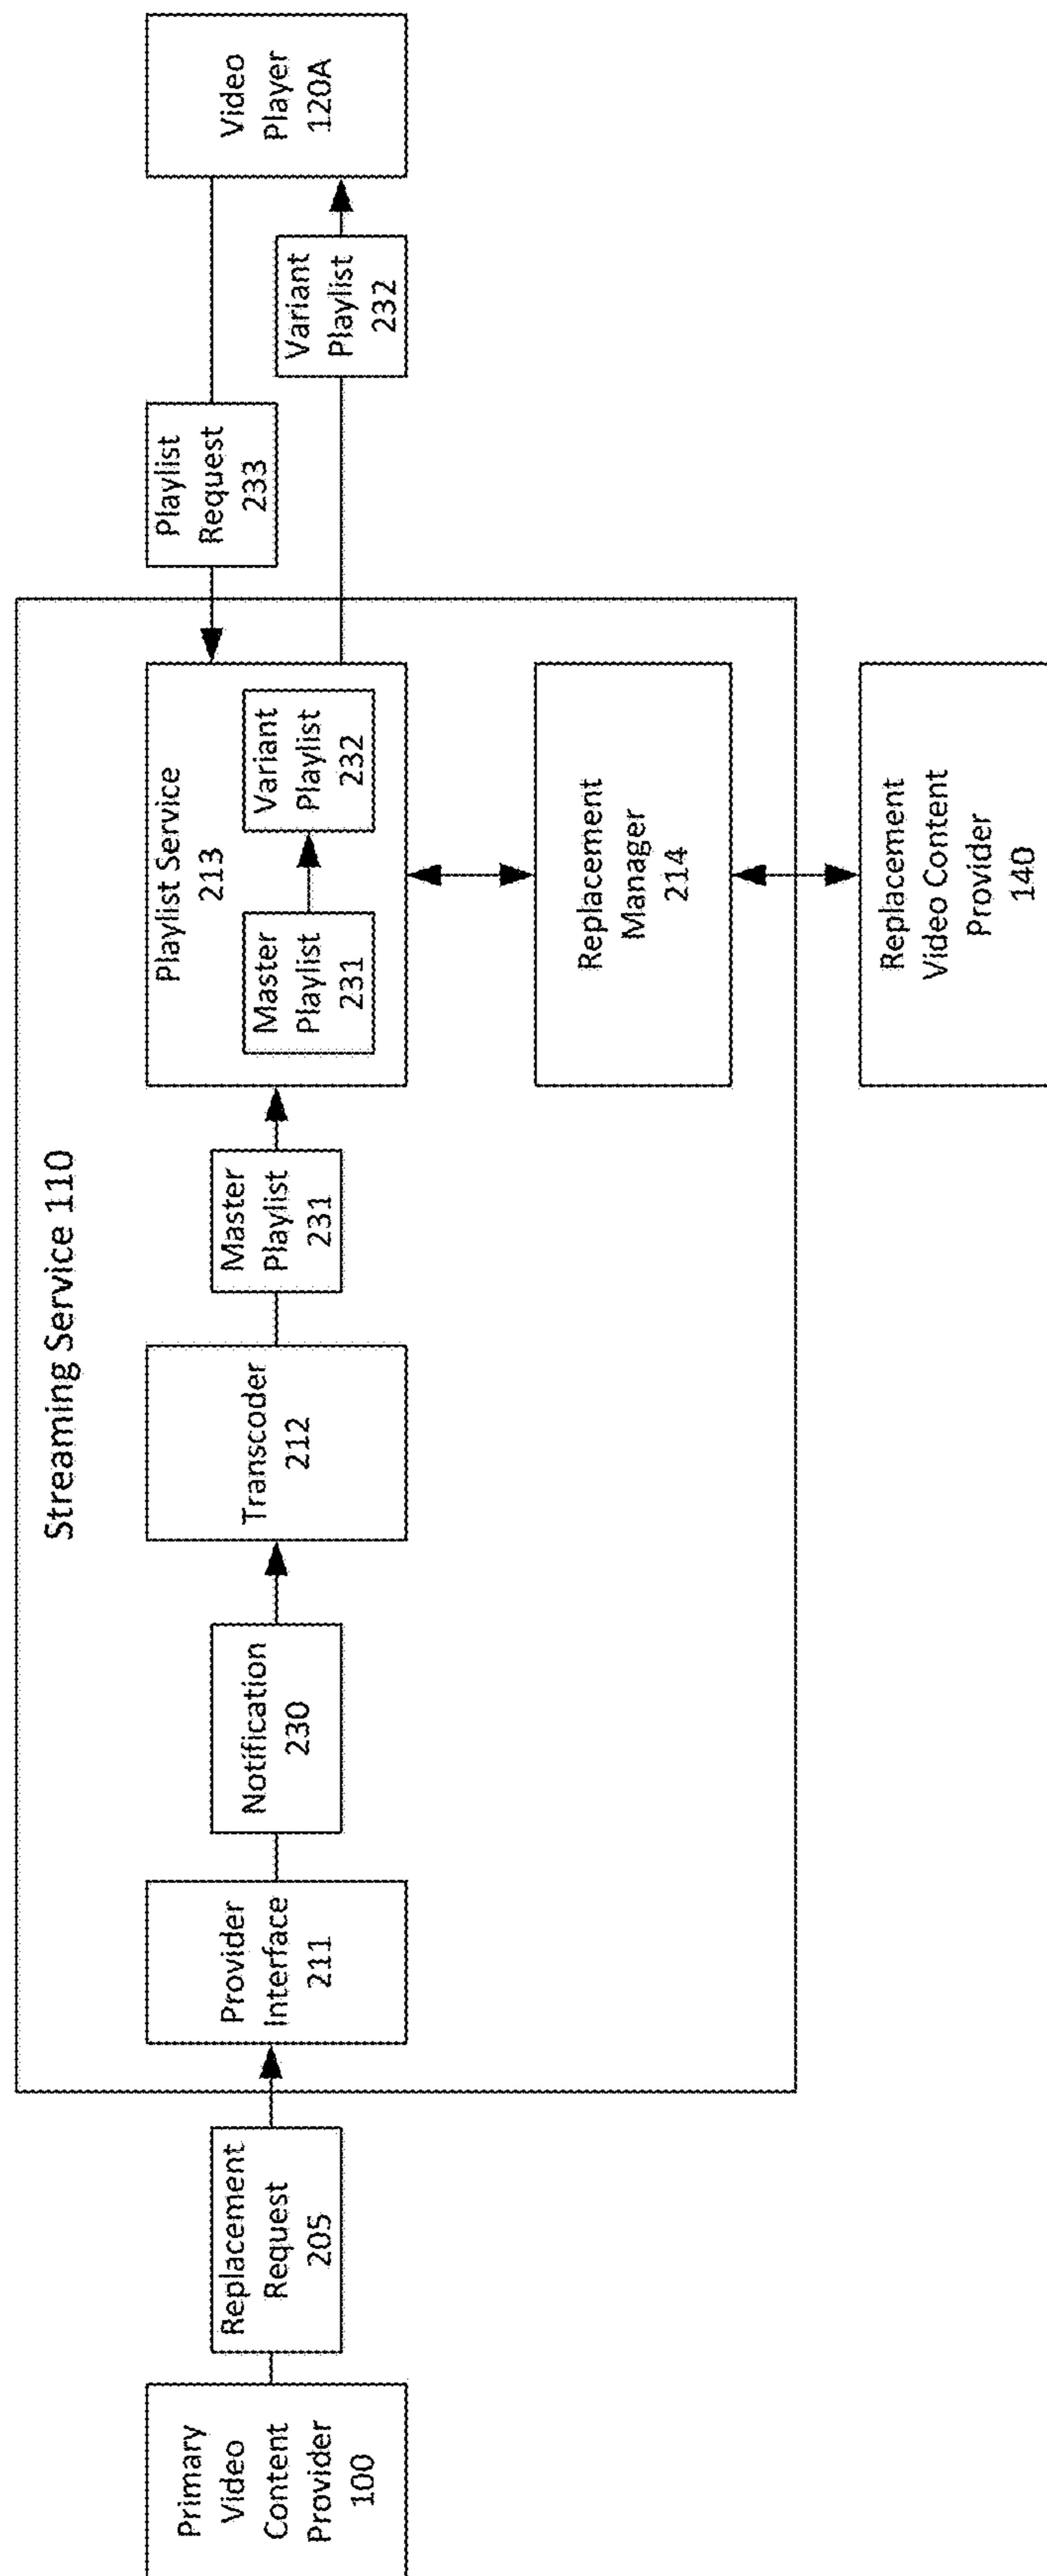 Streaming Service 110
Primary
Video
Content
Provider
100
Replacement
Request
205
Provider
Interface
211
Notification
230
Transcoder
212
Master
Playlist
231
Playlist Service
213
Master
Playlist
231
Variant
Playlist
232
Playlist
Request
233
Variant
Playlist
232
Video
Player
120A
Replacement
Manager
214
Replacement
Video Content
Provider
140